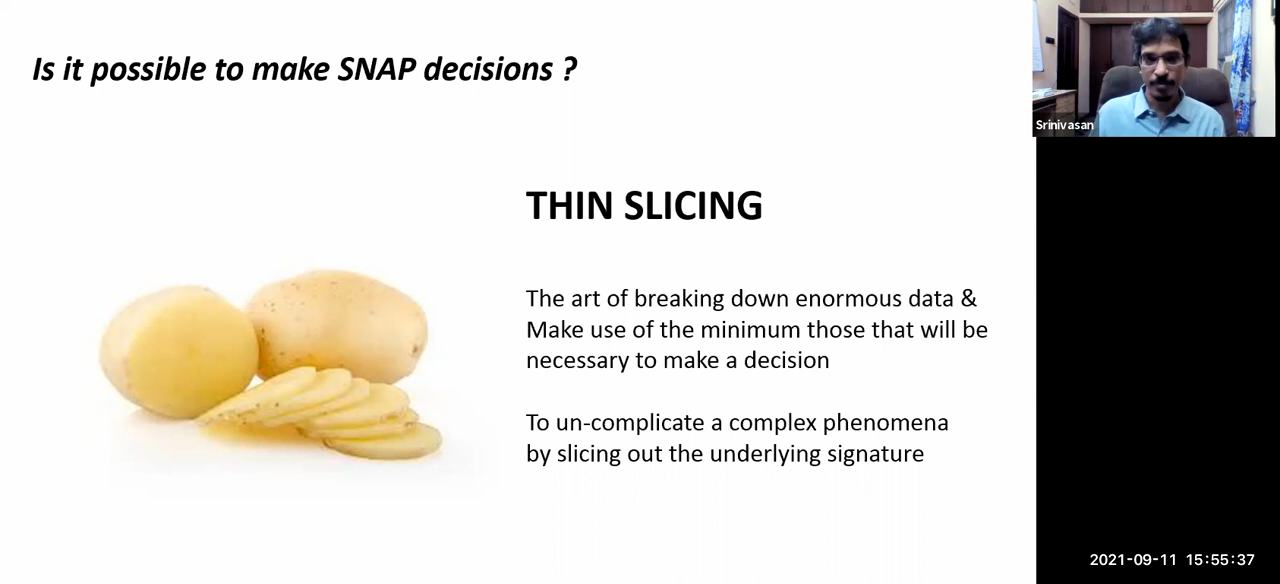 Is it possible to make SNAP decisions ?
Srinivasan
THIN SLICING
The art of breaking down enormous data &
Make use of the minimum those that will be
necessary to make a decision
To un-complicate a complex phenomena
by slicing out the underlying signature
2021-09-11 15:55:37